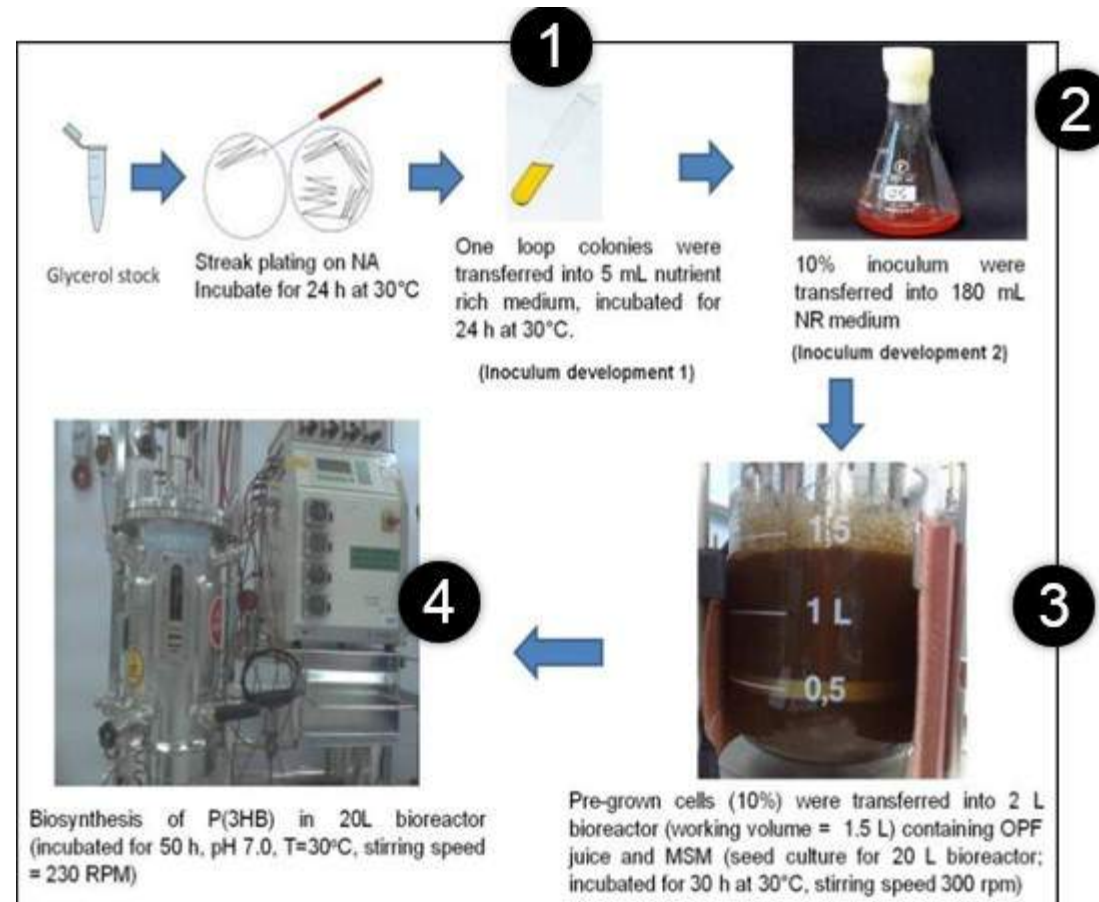 1
2
Glycerol stock
Streak plating on NA
Incubate for 24 h at 30°C
One loop colonies were
transferred into 5 mL nutrient
rich medium, incubated for
24 h at 30°C.
(Inoculum development 1)
10% inoculum were
transferred into 180 mL
NR medium
(Inoculum development 2)
4
3
1,5
1 L
0,5
Biosynthesis of P(3HB) in 20L bioreactor
(incubated for 50 h, pH 7.0, T=30°C, stirring speed
= 230 RPM)
Pre-grown cells (10%) were transferred into 2 L
bioreactor (working volume = 1.5 L) containing OPF
juice and MSM (seed culture for 20 L bioreactor;
incubated for 30 h at 30°C, stirring speed 300 rpm)